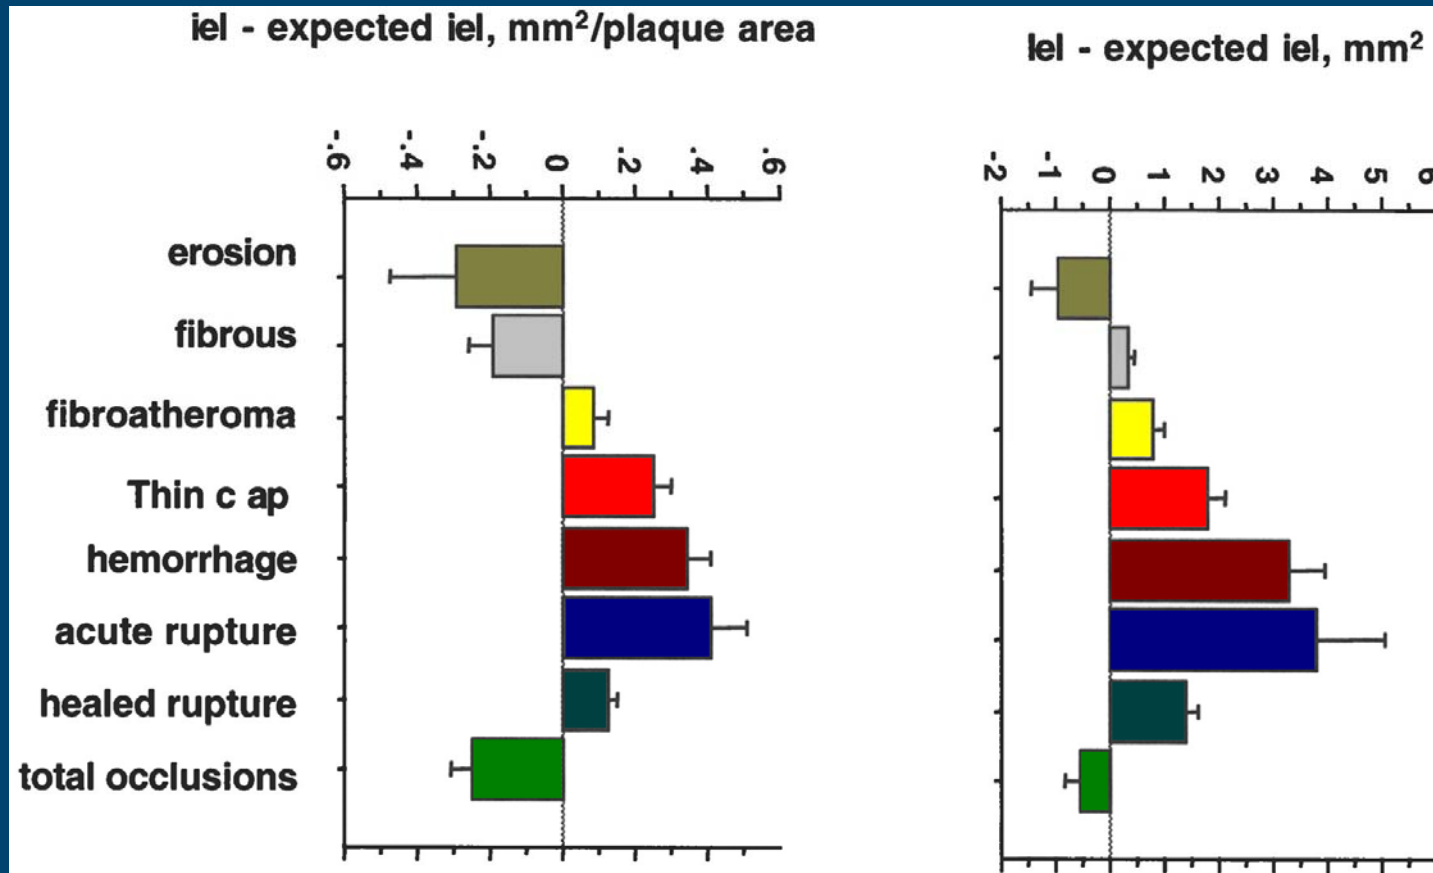 iel - expected iel, mm²/plaque area
Iel - expected iel, mm²
-.6 -.4 -.2 0 .2 .4 .6
-2 -1 0 1 2 3 4 5 6
erosion
fibrous
fibroatheroma
Thin c ap
hemorrhage
acute rupture
healed rupture
total occlusions